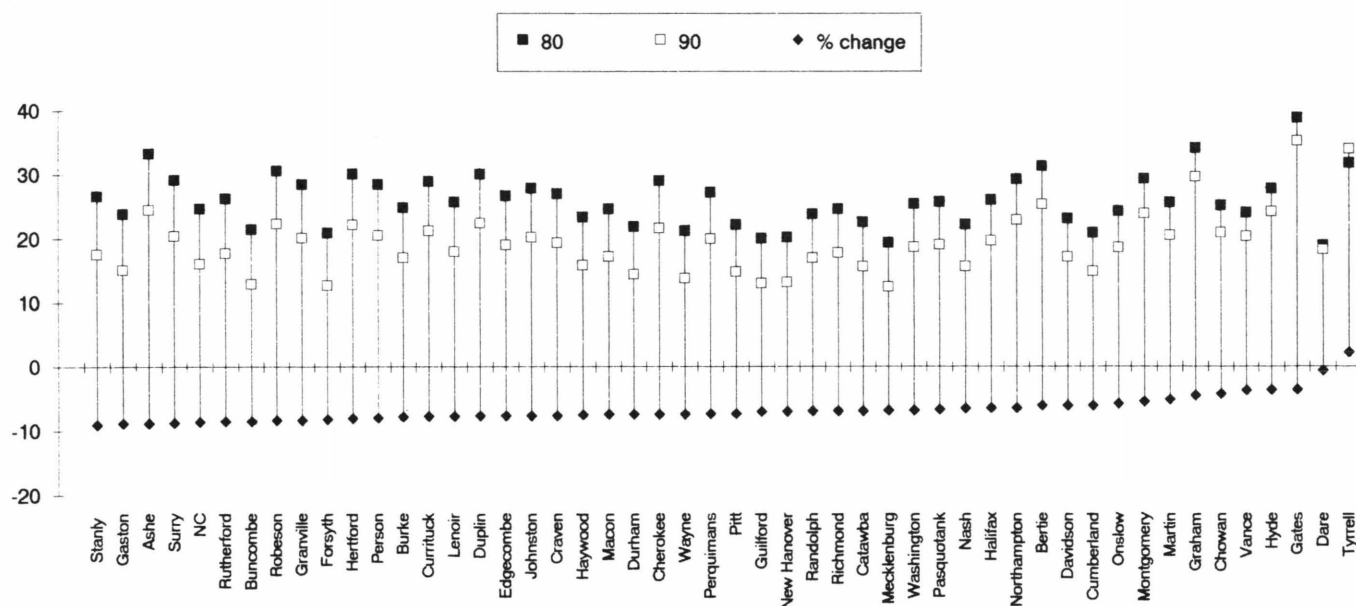 80 90 % change
40
30
20
10
0
-10
-20
Stanly
Gaston
Ashe
Surry
NC
Rutherford
Buncombe
Robeson
Granville
Forsyth
Hertford
Person
Burke
Currituck
Lenoir
Duplin
Edgecombe
Johnston
Craven
Haywood
Macon
Durham
Cherokee
Wayne
Perquimans
Pitt
Guilford
New Hanover
Randolph
Richmond
Catawba
Mecklenburg
Washington
Pasquotank
Nash
Halifax
Northampton
Bertie
Davidson
Cumberland
Onslow
Montgomery
Martin
Graham
Chowan
Vance
Hyde
Gates
Dare
Tyrrell